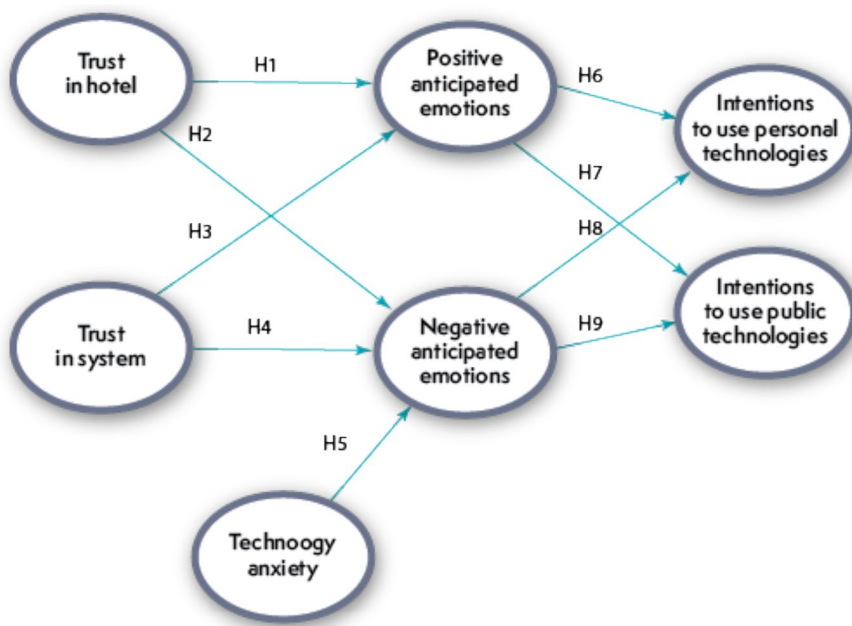 Trust
in hotel
H1
Positive
anticipated
emotions
H6
Intentions
to use personal
technologies
H2
H7
H3
H8
Trust
in system
H4
Negative
anticipated
emotions
H9
Intentions
to use public
technologies
H5
Technoogy
anxiety